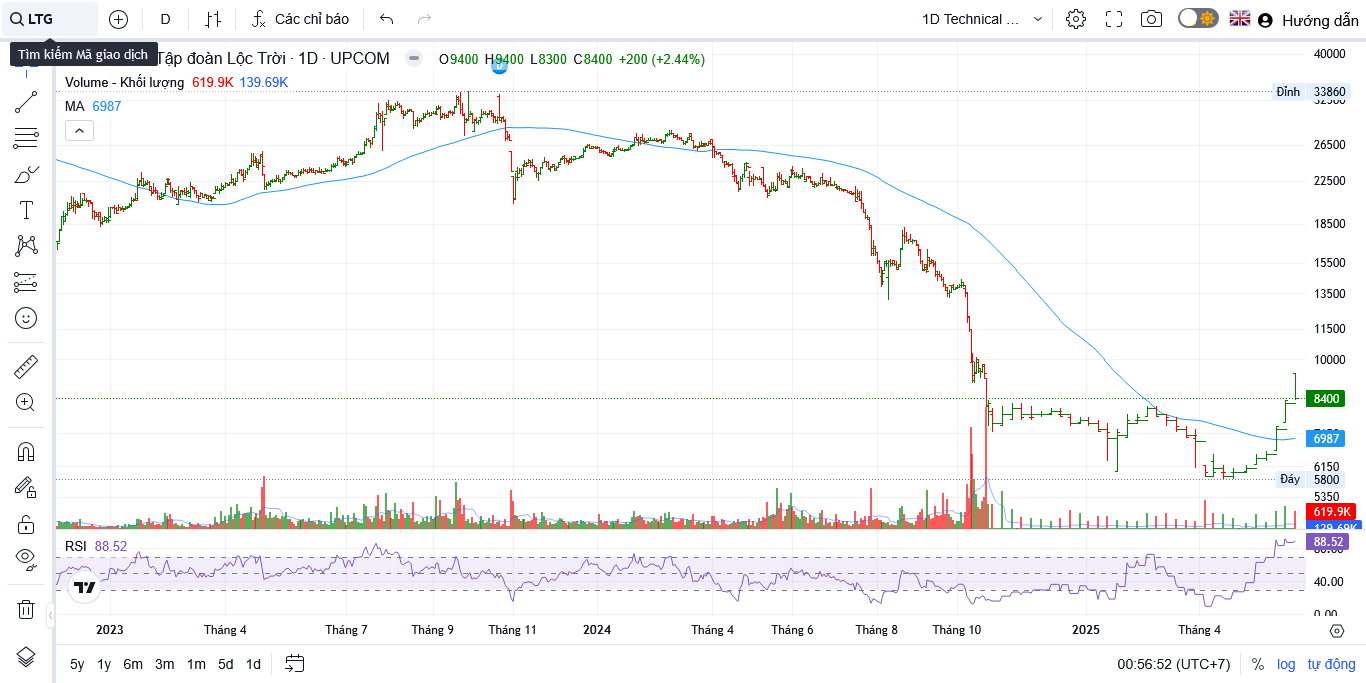 LTG
D
Các chỉ báo
1D Technical ...
Hướng dẫn
Tìm kiếm Mã giao dịch
Tập đoàn Lộc Trời · 1D · UPCOM
O9400 H9400 L8300 C8400 +200 (+2.44%)
Volume - Khối lượng 619.9K 139.69K
MA 6987
40000
Đỉnh 33860
26500
22500
18500
15500
13500
11500
10000
8400
6987
6150
Đáy 5800
5350
619.9K
139.69K
RSI 88.52
88.52
40.00
0.00
2023 Tháng 4 Tháng 7 Tháng 9 Tháng 11 2024 Tháng 4 Tháng 6 Tháng 8 Tháng 10 2025 Tháng 4
5y 1y 6m 3m 1m 5d 1d
00:56:52 (UTC+7) % log tự động